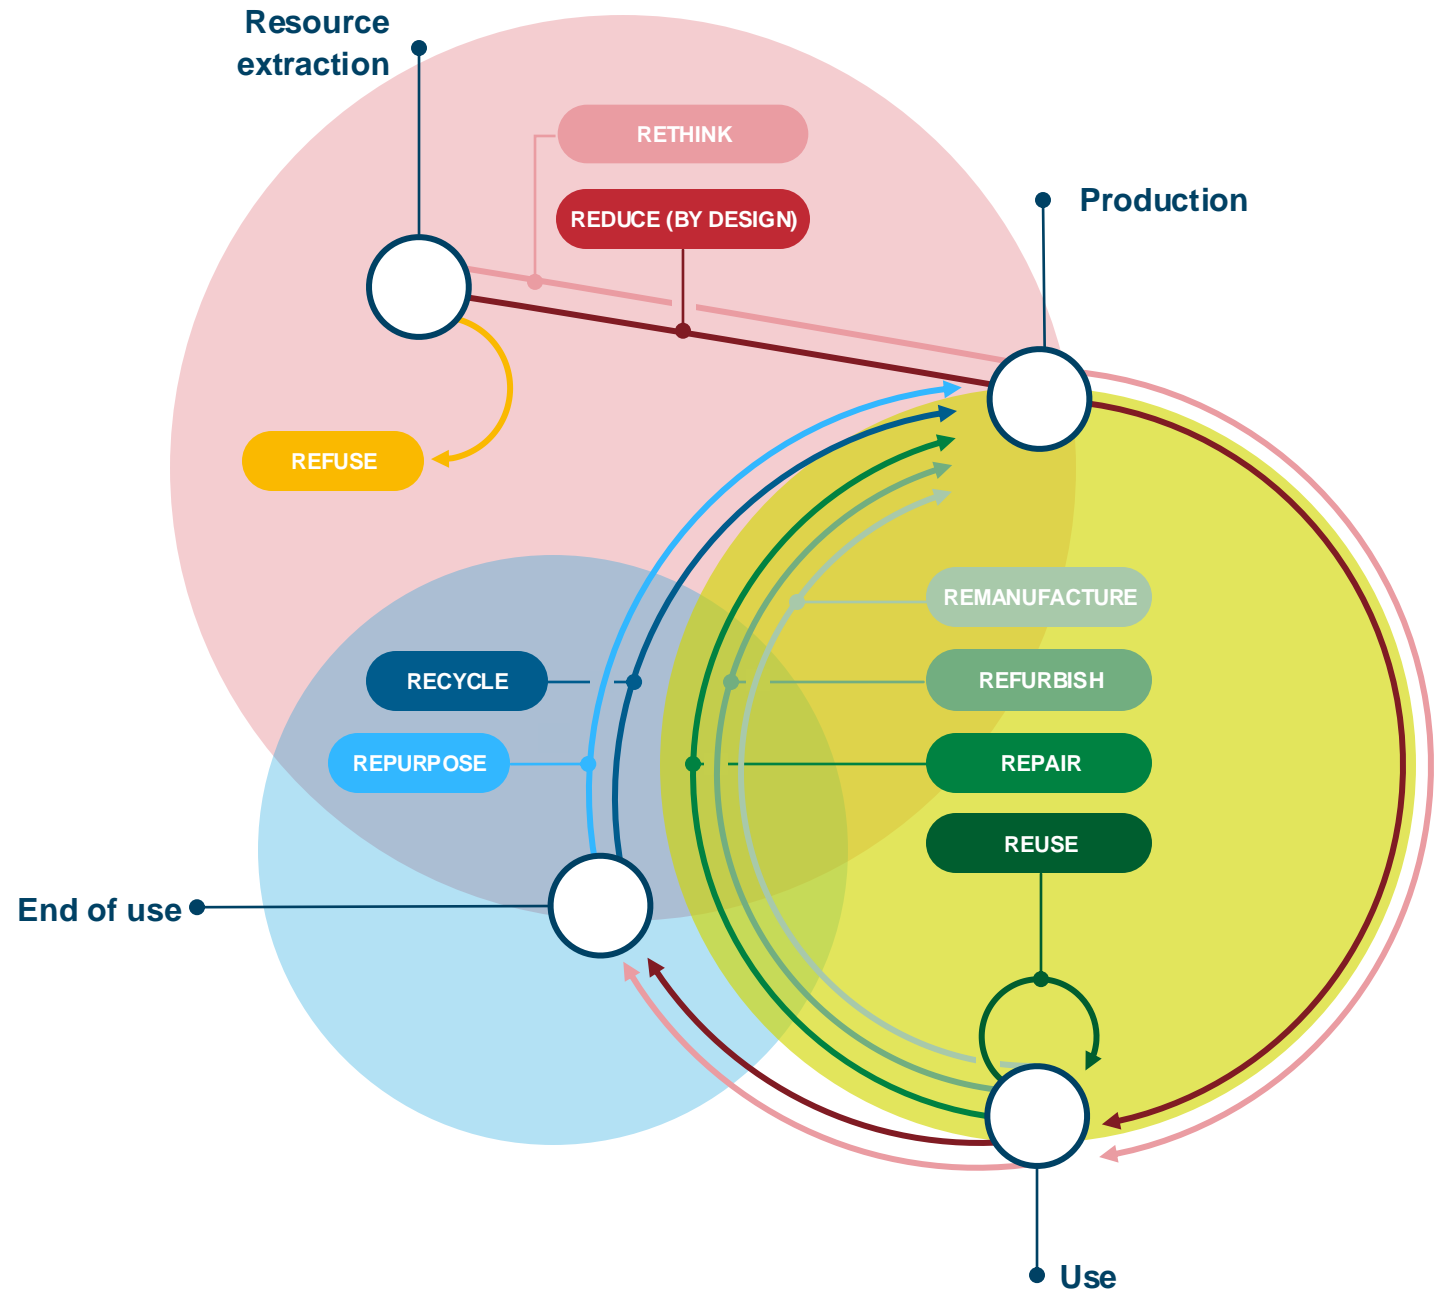 Resource
extraction
RETHINK
REDUCE (BY DESIGN)
Production
REFUSE
REMANUFACTURE
RECYCLE
REFURBISH
REPURPOSE
REPAIR
REUSE
End of use
Use